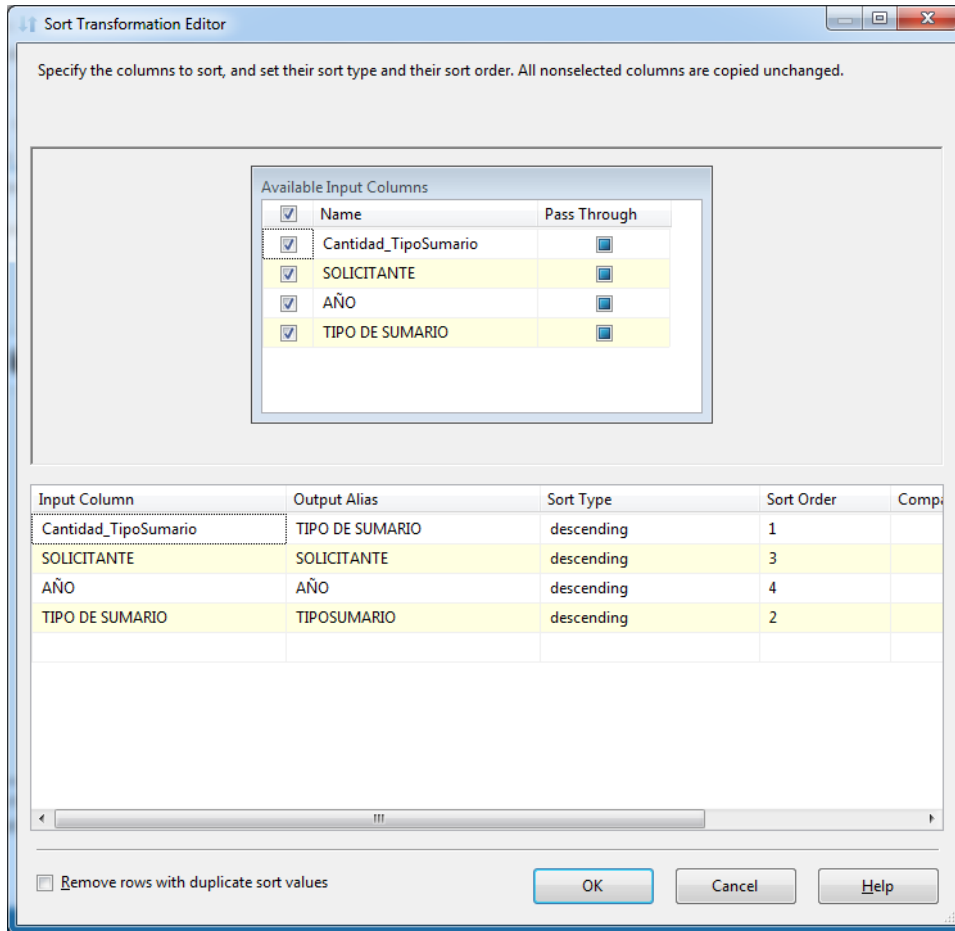 Sort Transformation Editor
Specify the columns to sort, and set their sort type and their sort order. All nonselected columns are copied unchanged.
Available Input Columns
Name Pass Through
Cantidad_TipoSumario
SOLICITANTE
AÑO
TIPO DE SUMARIO
Input Column Output Alias Sort Type Sort Order Compa
Cantidad_TipoSumario TIPO DE SUMARIO descending 1
SOLICITANTE SOLICITANTE descending 3
AÑO AÑO descending 4
TIPO DE SUMARIO TIPOSUMARIO descending 2
Remove rows with duplicate sort values OK Cancel Help